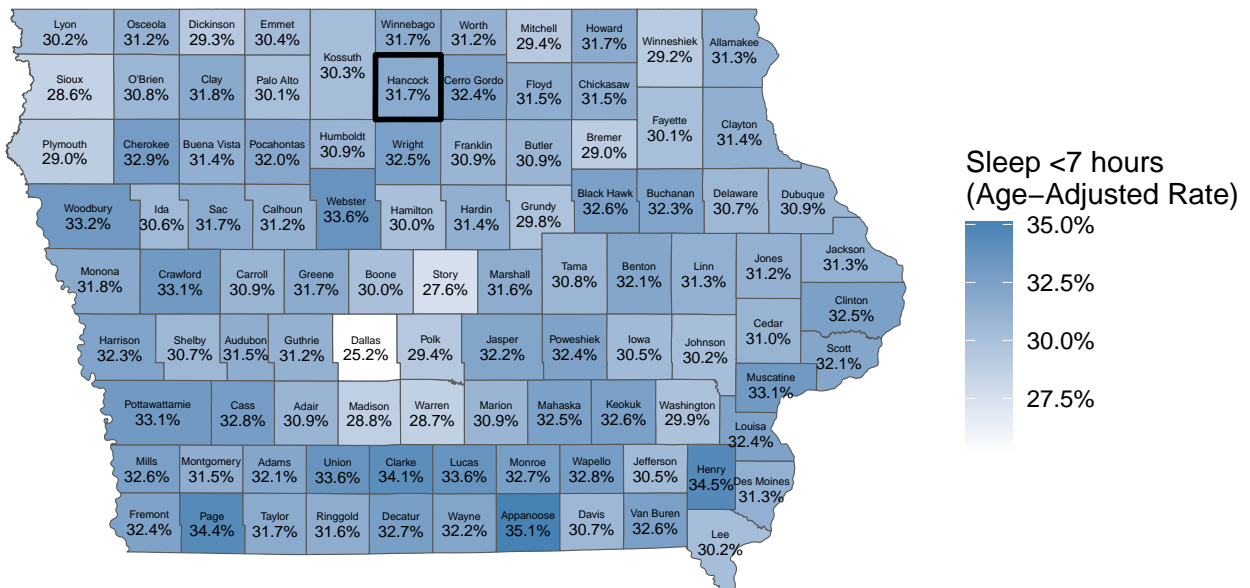 Lyon
30.2%
Osceola
31.2%
Dickinson
29.3%
Emmet
30.4%
Kossuth
30.3%
Winnebago
31.7%
Worth
31.2%
Mitchell
29.4%
Howard
31.7%
Winneshiek
29.2%
Allamakee
31.3%
Sioux
28.6%
O'Brien
30.8%
Clay
31.8%
Palo Alto
30.1%
Hancock
31.7%
Cerro Gordo
32.4%
Floyd
31.5%
Chickasaw
31.5%
Fayette
30.1%
Clayton
31.4%
Plymouth
29.0%
Cherokee
32.9%
Buena Vista
31.4%
Pocahontas
32.0%
Humboldt
30.9%
Wright
32.5%
Franklin
30.9%
Butler
30.9%
Bremer
29.0%
Woodbury
33.2%
Ida
30.6%
Sac
31.7%
Calhoun
31.2%
Webster
33.6%
Hamilton
30.0%
Hardin
31.4%
Grundy
29.8%
Black Hawk
32.6%
Buchanan
32.3%
Delaware
30.7%
Dubuque
30.9%
Monona
31.8%
Crawford
33.1%
Carroll
30.9%
Greene
31.7%
Boone
30.0%
Story
27.6%
Marshall
31.6%
Tama
30.8%
Benton
32.1%
Linn
31.3%
Jones
31.2%
Jackson
31.3%
Clinton
32.5%
Harrison
32.3%
Shelby
30.7%
Audubon
31.5%
Guthrie
31.2%
Dallas
25.2%
Polk
29.4%
Jasper
32.2%
Poweshiek
32.4%
Iowa
30.5%
Johnson
30.2%
Cedar
31.0%
Scott
32.1%
Muscatine
33.1%
Pottawattamie
33.1%
Cass
32.8%
Adair
30.9%
Madison
28.8%
Warren
28.7%
Marion
30.9%
Mahaska
32.5%
Keokuk
32.6%
Washington
29.9%
Louisa
32.4%
Mills
32.6%
Montgomery
31.5%
Adams
32.1%
Union
33.6%
Clarke
34.1%
Lucas
33.6%
Monroe
32.7%
Wapello
32.8%
Jefferson
30.5%
Henry
34.5%
Des Moines
31.3%
Fremont
32.4%
Page
34.4%
Taylor
31.7%
Ringgold
31.6%
Decatur
32.7%
Wayne
32.2%
Appanoose
35.1%
Davis
30.7%
Van Buren
32.6%
Lee
30.2%
Sleep <7 hours
(Age−Adjusted Rate)
35.0%
32.5%
30.0%
27.5%